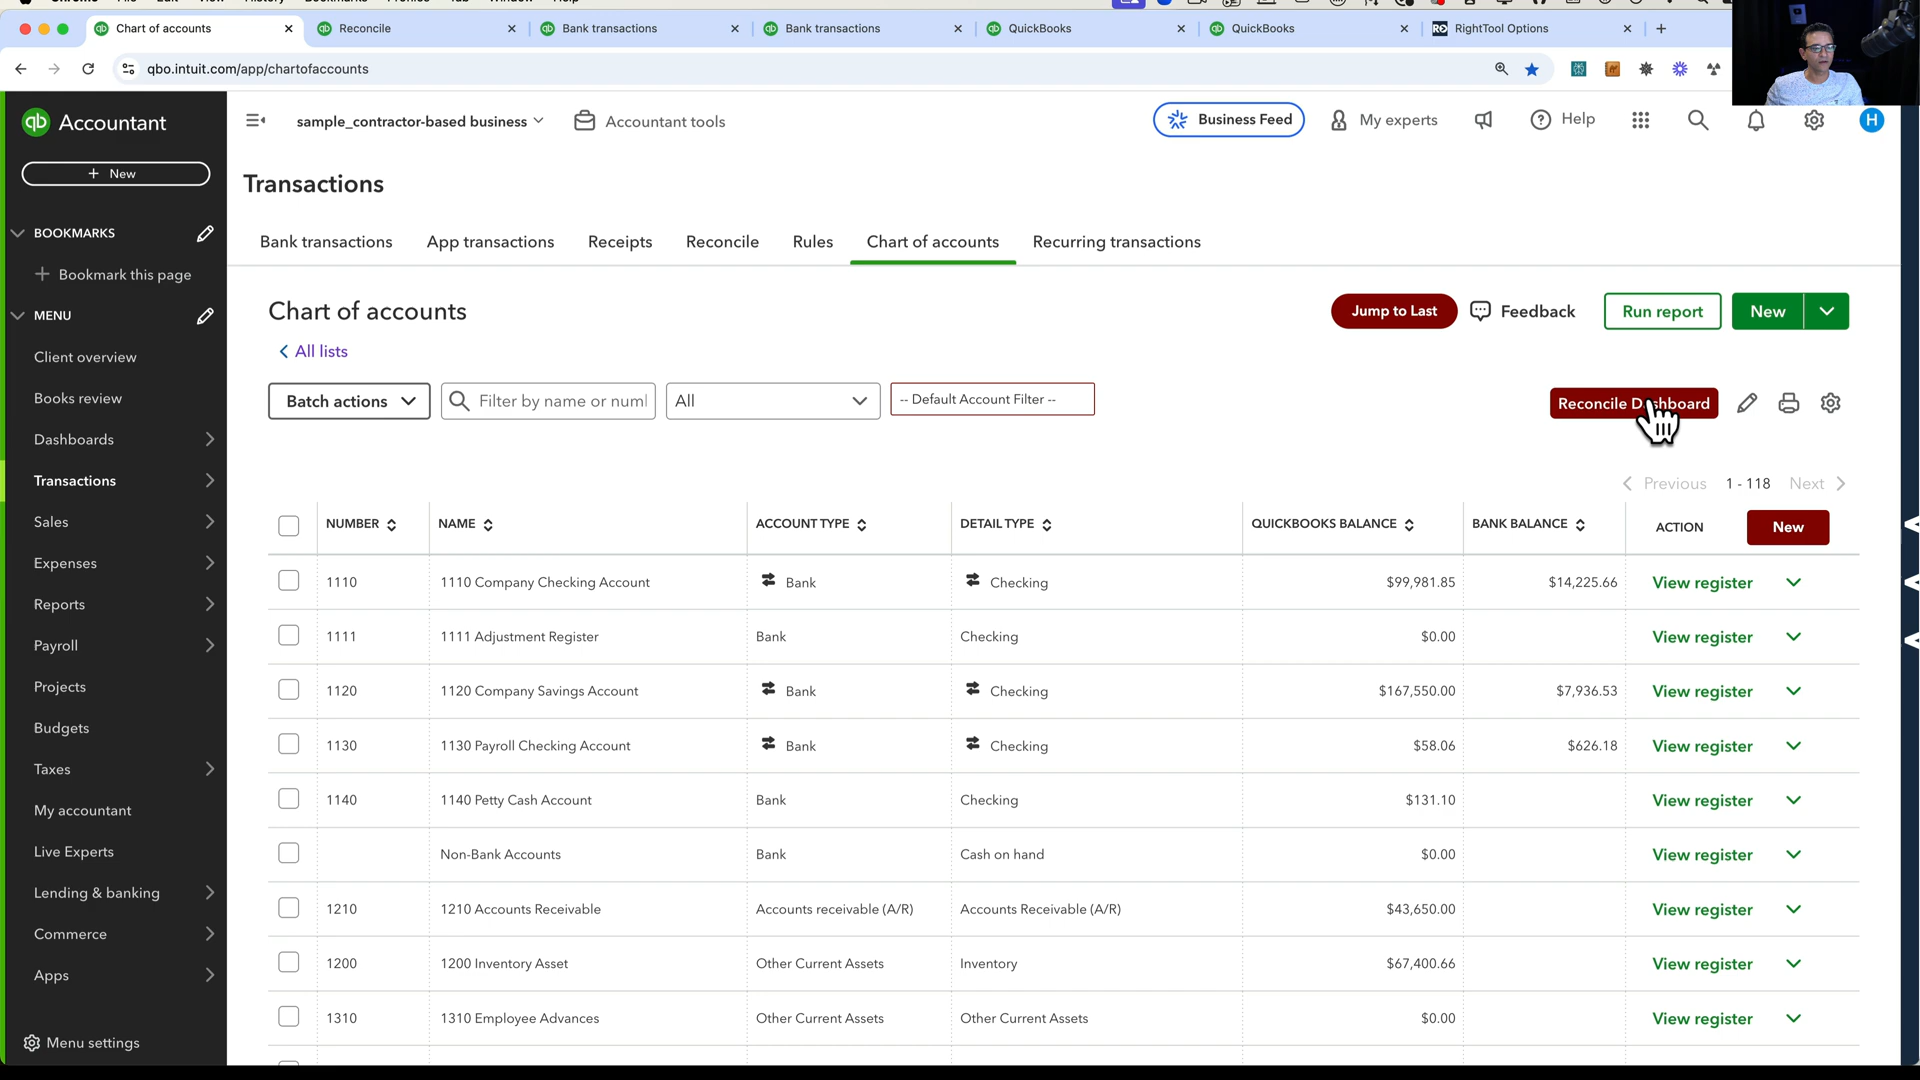 Chart of accounts
Reconcile
Bank transactions
Bank transactions
QuickBooks
QuickBooks
RightTool Options
qbo.intuit.com/app/chartofaccounts
qb Accountant
sample_contractor-based business
Accountant tools
Business Feed
My experts
Help
H
+ New
Transactions
BOOKMARKS
Bookmark this page
MENU
Client overview
Books review
Dashboards
Transactions
Sales
Expenses
Reports
Payroll
Projects
Budgets
Taxes
My accountant
Live Experts
Lending & banking
Commerce
Apps
Menu settings
Bank transactions
App transactions
Receipts
Reconcile
Rules
Chart of accounts
Recurring transactions
Chart of accounts
Jump to Last
Feedback
Run report
New
All lists
Batch actions
Filter by name or numl
All
-- Default Account Filter --
Reconcile Dashboard
Previous 1 - 118 Next
NUMBER NAME ACCOUNT TYPE DETAIL TYPE QUICKBOOKS BALANCE BANK BALANCE ACTION New
1110 1110 Company Checking Account Bank Checking $99,981.85 $14,225.66 View register
1111 1111 Adjustment Register Bank Checking $0.00 View register
1120 1120 Company Savings Account Bank Checking $167,550.00 $7,936.53 View register
1130 1130 Payroll Checking Account Bank Checking $58.06 $626.18 View register
1140 1140 Petty Cash Account Bank Checking $131.10 View register
Non-Bank Accounts Bank Cash on hand $0.00 View register
1210 1210 Accounts Receivable Accounts receivable (A/R) Accounts Receivable (A/R) $43,650.00 View register
1200 1200 Inventory Asset Other Current Assets Inventory $67,400.66 View register
1310 1310 Employee Advances Other Current Assets Other Current Assets $0.00 View register